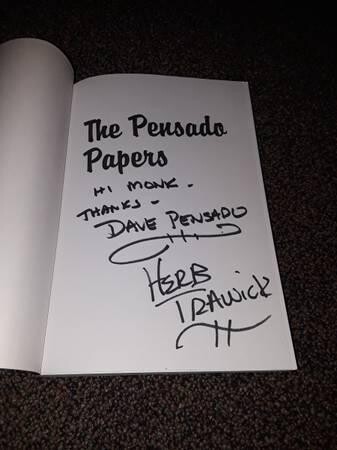 The Pensado
Papers
HI MONK.
THANKS -
DAVE PENSADO
HERB
TRAWICK